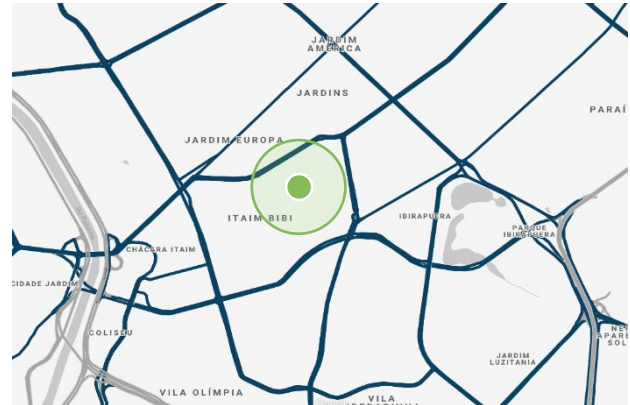 JARDIM
AMÉRICA
JARDINS
PARAÍ
JARDIM EUROPA
ITAIM BIBI
IBIRAPUERA
PARQUE
IBIRAPUERA
CHÁCARA ITAIM
CIDADE JARDIM
COLISEU
JARDIM
LUZITANIA
VILA OLÍMPIA
VILA